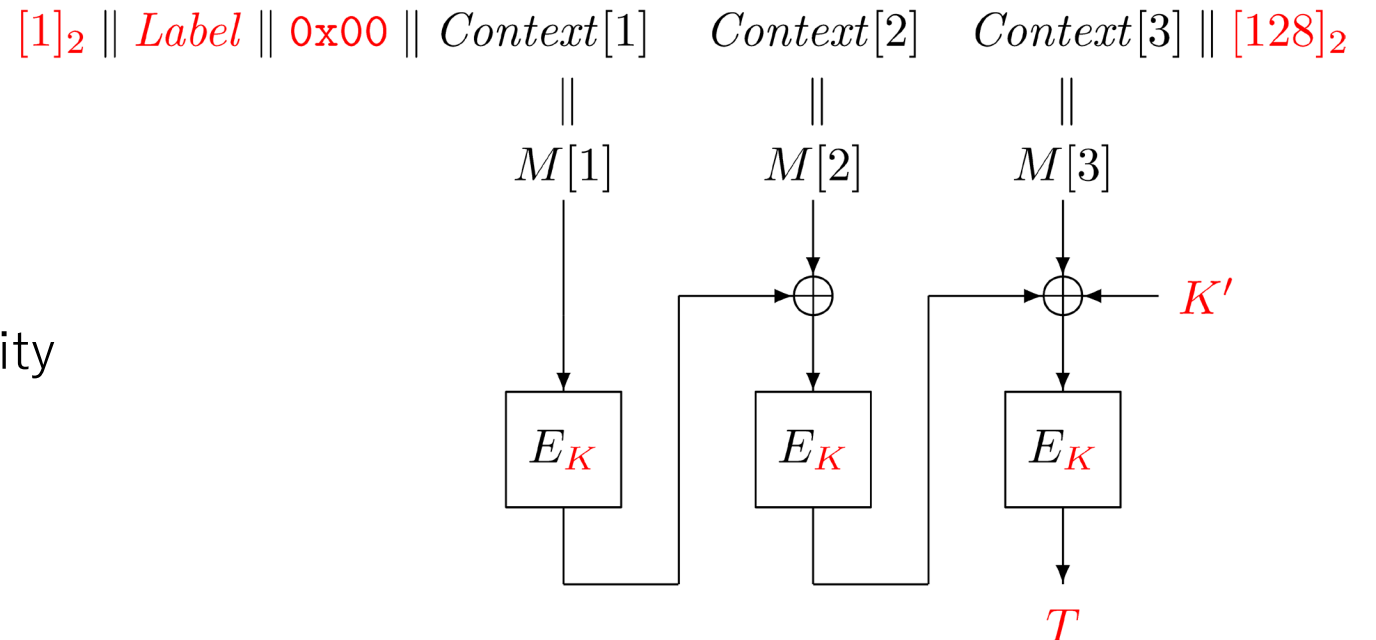 [1]₂ ‖ Label ‖ 0x00 ‖ Context[1] Context[2] Context[3] ‖ [128]₂
‖ ‖ ‖
M[1] M[2] M[3]
K′
ity
E_K E_K E_K
T